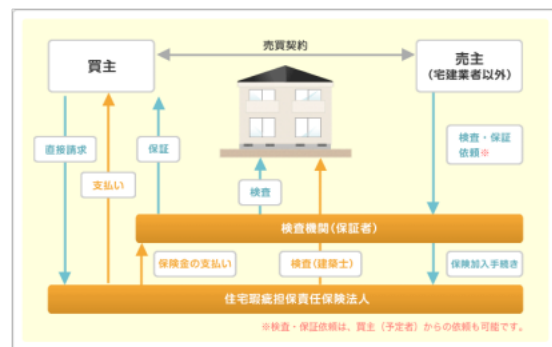 売買契約
買主
売主
(宅建業者以外)
直接請求
支払い
保証
検査
検査・保証
依頼※
検査機関(保証者)
保険金の支払い
検査(建築士)
保険加入手続き
住宅瑕疵担保責任保険法人
※検査・保証依頼は、買主(予定者)からの依頼も可能です。